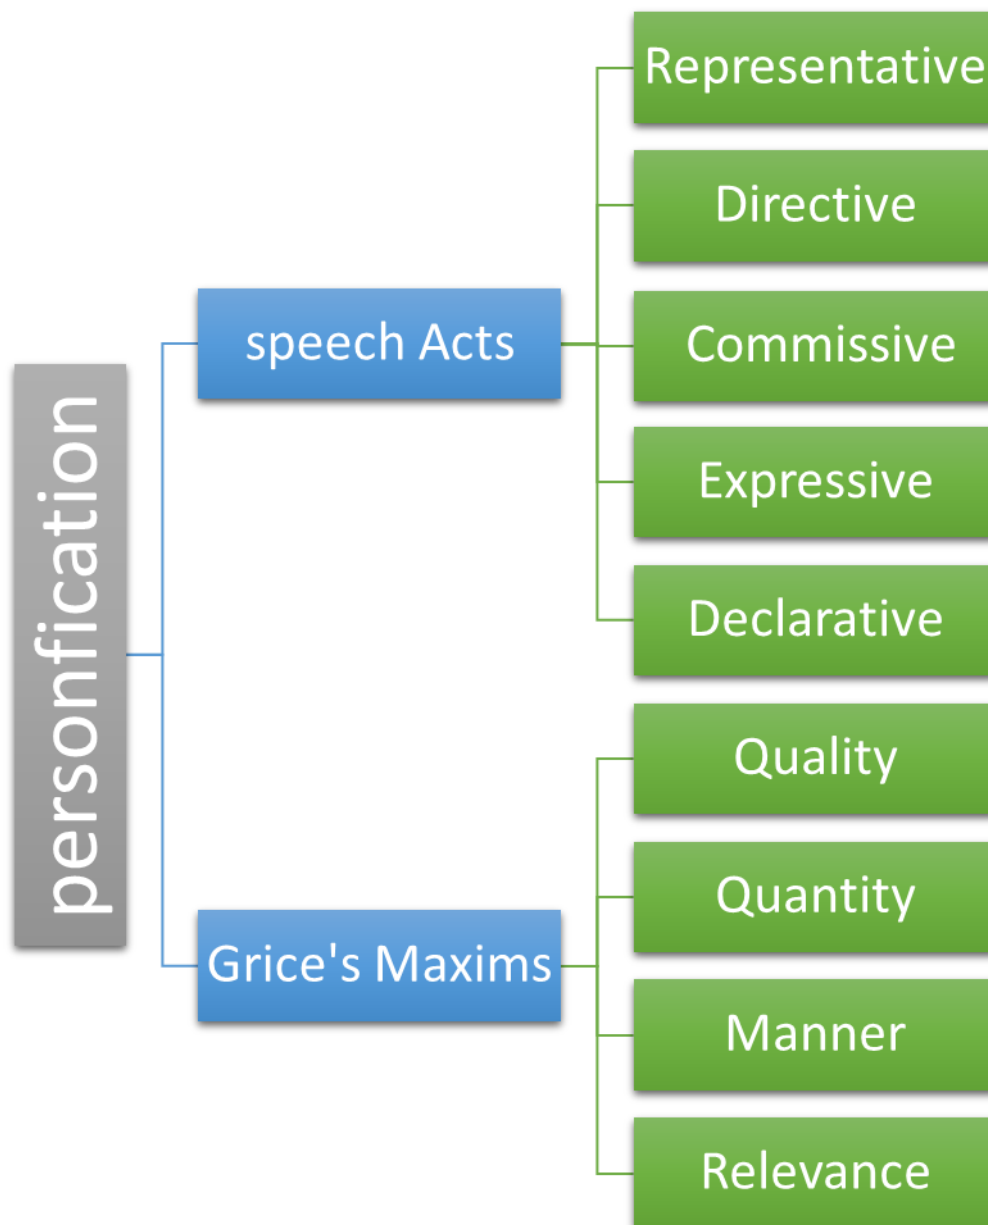 personfication
speech Acts
Representative
Directive
Commissive
Expressive
Declarative
Grice's Maxims
Quality
Quantity
Manner
Relevance